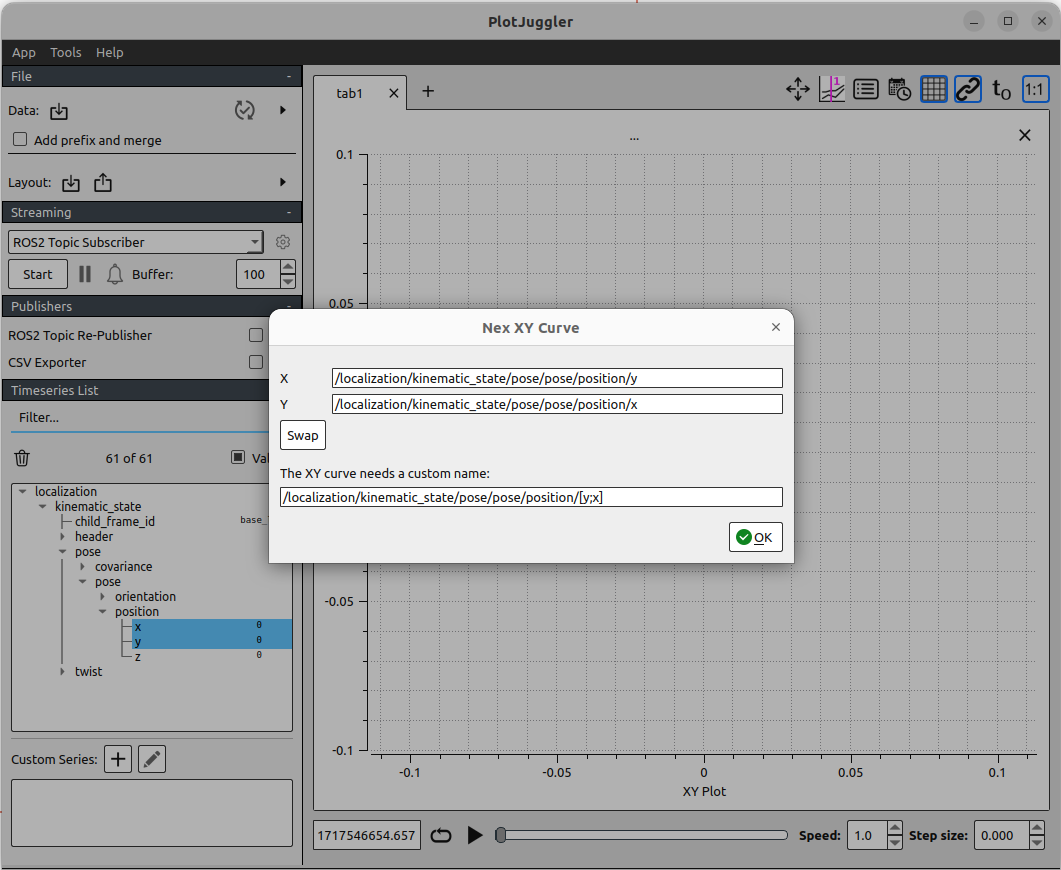 PlotJuggler
App Tools Help
File -
Data:
Add prefix and merge
Layout:
Streaming -
ROS2 Topic Subscriber
Start Buffer: 100
Publishers -
ROS2 Topic Re-Publisher
CSV Exporter
Timeseries List
Filter...
61 of 61
localization
kinematic_state
child_frame_id base_
header
pose
covariance
pose
orientation
position
x 0
y 0
z 0
twist
Custom Series:
tab1
1
t0
1:1
...
0.1
0.05
-0.05
-0.1
-0.1 -0.05 0 0.05 0.1
XY Plot
Nex XY Curve
X /localization/kinematic_state/pose/pose/position/y
Y /localization/kinematic_state/pose/pose/position/x
Swap
The XY curve needs a custom name:
/localization/kinematic_state/pose/pose/position/[y;x]
OK
1717546654.657 Speed: 1.0 Step size: 0.000